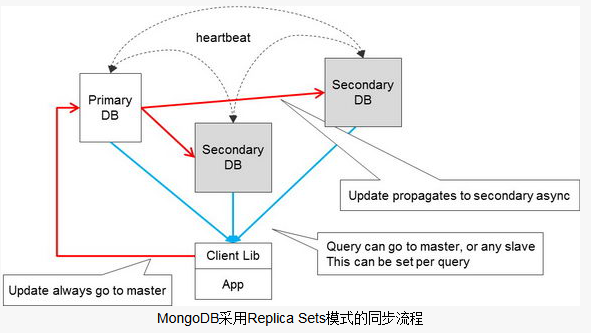 heartbeat
Primary
DB
Secondary
DB
Secondary
DB
Update propagates to secondary async
Client Lib
App
Query can go to master, or any slave
This can be set per query
Update always go to master
MongoDB采用Replica Sets模式的同步流程